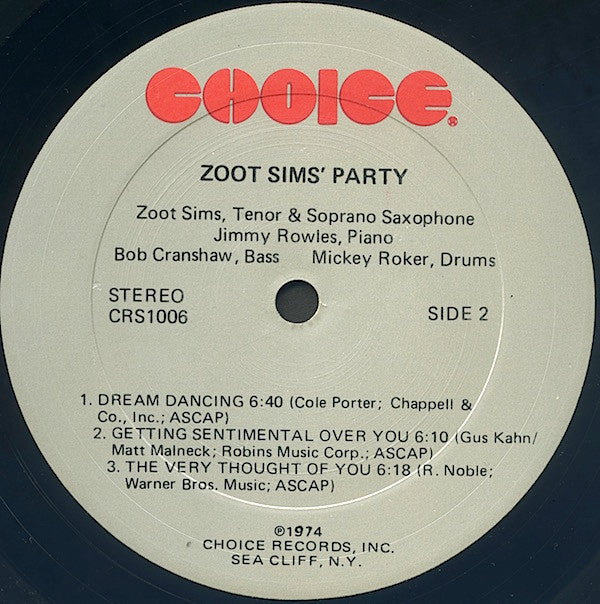 CHOICE®
ZOOT SIMS' PARTY
Zoot Sims, Tenor & Soprano Saxophone
Jimmy Rowles, Piano
Bob Cranshaw, Bass Mickey Roker, Drums
STEREO
CRS1006
SIDE 2
1. DREAM DANCING 6:40 (Cole Porter; Chappell &
Co., Inc.; ASCAP)
2. GETTING SENTIMENTAL OVER YOU 6:10 (Gus Kahn/
Matt Malneck; Robins Music Corp.; ASCAP)
3. THE VERY THOUGHT OF YOU 6:18 (R. Noble;
Warner Bros. Music; ASCAP)
℗1974
CHOICE RECORDS, INC.
SEA CLIFF, N.Y.